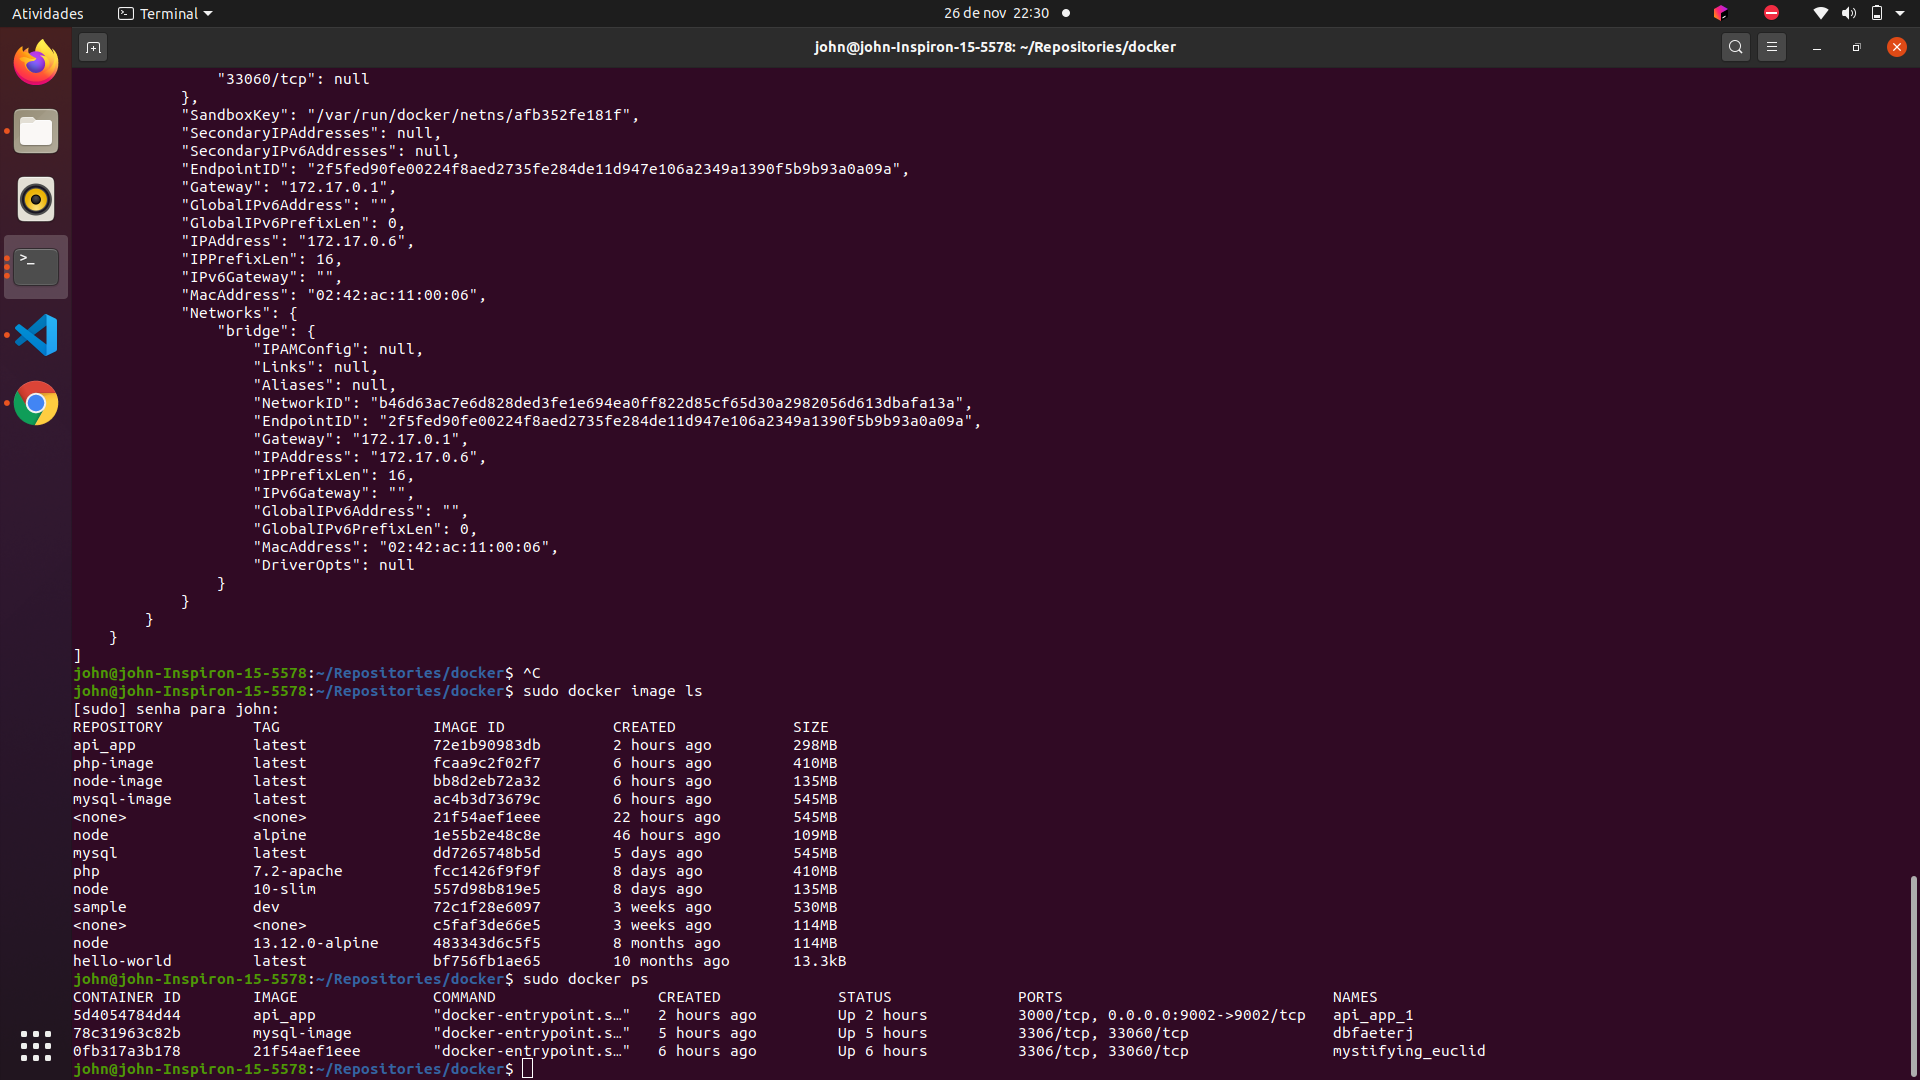 Atividades Terminal 26 de nov 22:30
john@john-Inspiron-15-5578: ~/Repositories/docker
"33060/tcp": null
},
"SandboxKey": "/var/run/docker/netns/afb352fe181f",
"SecondaryIPAddresses": null,
"SecondaryIPv6Addresses": null,
"EndpointID": "2f5fed90fe00224f8aed2735fe284de11d947e106a2349a1390f5b9b93a0a09a",
"Gateway": "172.17.0.1",
"GlobalIPv6Address": "",
"GlobalIPv6PrefixLen": 0,
"IPAddress": "172.17.0.6",
"IPPrefixLen": 16,
"IPv6Gateway": "",
"MacAddress": "02:42:ac:11:00:06",
"Networks": {
"bridge": {
"IPAMConfig": null,
"Links": null,
"Aliases": null,
"NetworkID": "b46d63ac7e6d828ded3fe1e694ea0ff822d85cf65d30a2982056d613dbafa13a",
"EndpointID": "2f5fed90fe00224f8aed2735fe284de11d947e106a2349a1390f5b9b93a0a09a",
"Gateway": "172.17.0.1",
"IPAddress": "172.17.0.6",
"IPPrefixLen": 16,
"IPv6Gateway": "",
"GlobalIPv6Address": "",
"GlobalIPv6PrefixLen": 0,
"MacAddress": "02:42:ac:11:00:06",
"DriverOpts": null
}
}
}
}
]
john@john-Inspiron-15-5578:~/Repositories/docker$ ^C
john@john-Inspiron-15-5578:~/Repositories/docker$ sudo docker image ls
[sudo] senha para john:
REPOSITORY TAG IMAGE ID CREATED SIZE
api_app latest 72e1b90983db 2 hours ago 298MB
php-image latest fcaa9c2f02f7 6 hours ago 410MB
node-image latest bb8d2eb72a32 6 hours ago 135MB
mysql-image latest ac4b3d73679c 6 hours ago 545MB
<none> <none> 21f54aef1eee 22 hours ago 545MB
node alpine 1e55b2e48c8e 46 hours ago 109MB
mysql latest dd7265748b5d 5 days ago 545MB
php 7.2-apache fcc1426f9f9f 8 days ago 410MB
node 10-slim 557d98b819e5 8 days ago 135MB
sample dev 72c1f28e6097 3 weeks ago 530MB
<none> <none> c5faf3de66e5 3 weeks ago 114MB
node 13.12.0-alpine 483343d6c5f5 8 months ago 114MB
hello-world latest bf756fb1ae65 10 months ago 13.3kB
john@john-Inspiron-15-5578:~/Repositories/docker$ sudo docker ps
CONTAINER ID IMAGE COMMAND CREATED STATUS PORTS NAMES
5d4054784d44 api_app "docker-entrypoint.s…" 2 hours ago Up 2 hours 3000/tcp, 0.0.0.0:9002->9002/tcp api_app_1
78c31963c82b mysql-image "docker-entrypoint.s…" 5 hours ago Up 5 hours 3306/tcp, 33060/tcp dbfaeterj
0fb317a3b178 21f54aef1eee "docker-entrypoint.s…" 6 hours ago Up 6 hours 3306/tcp, 33060/tcp mystifying_euclid
john@john-Inspiron-15-5578:~/Repositories/docker$